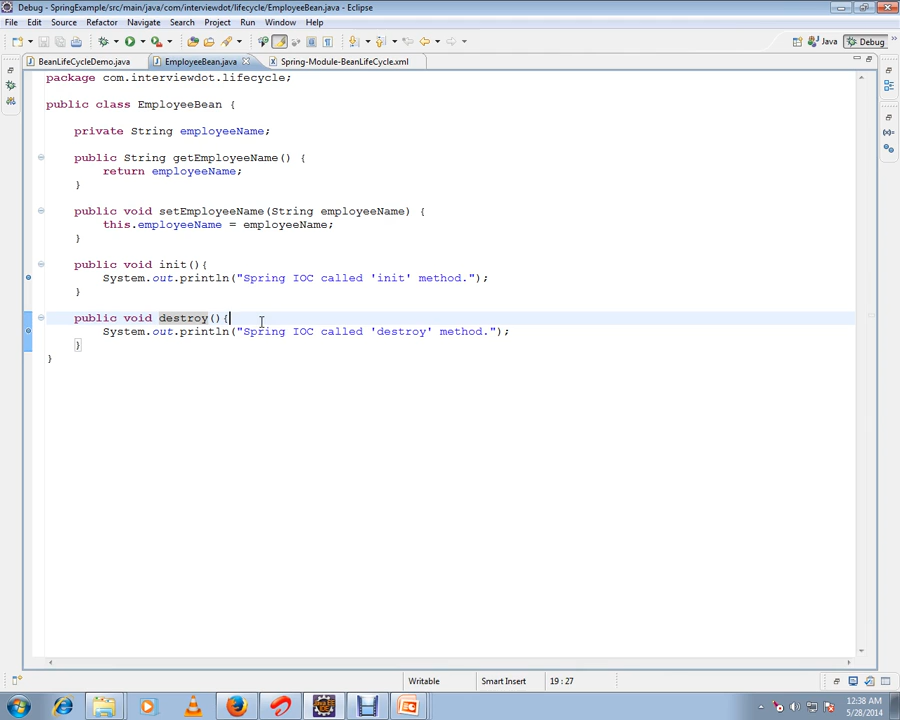 Debug - SpringExample/src/main/java/com/interviewdot/lifecycle/EmployeeBean.java - Eclipse
File Edit Source Refactor Navigate Search Project Run Window Help
Java Debug
BeanLifeCycleDemo.java EmployeeBean.java Spring-Module-BeanLifeCycle.xml
package com.interviewdot.lifecycle;
public class EmployeeBean {
private String employeeName;
public String getEmployeeName() {
return employeeName;
}
public void setEmployeeName(String employeeName) {
this.employeeName = employeeName;
}
public void init(){
System.out.println("Spring IOC called 'init' method.");
}
public void destroy(){
System.out.println("Spring IOC called 'destroy' method.");
}
}
Writable Smart Insert 19 : 27
12:38 AM
5/28/2014